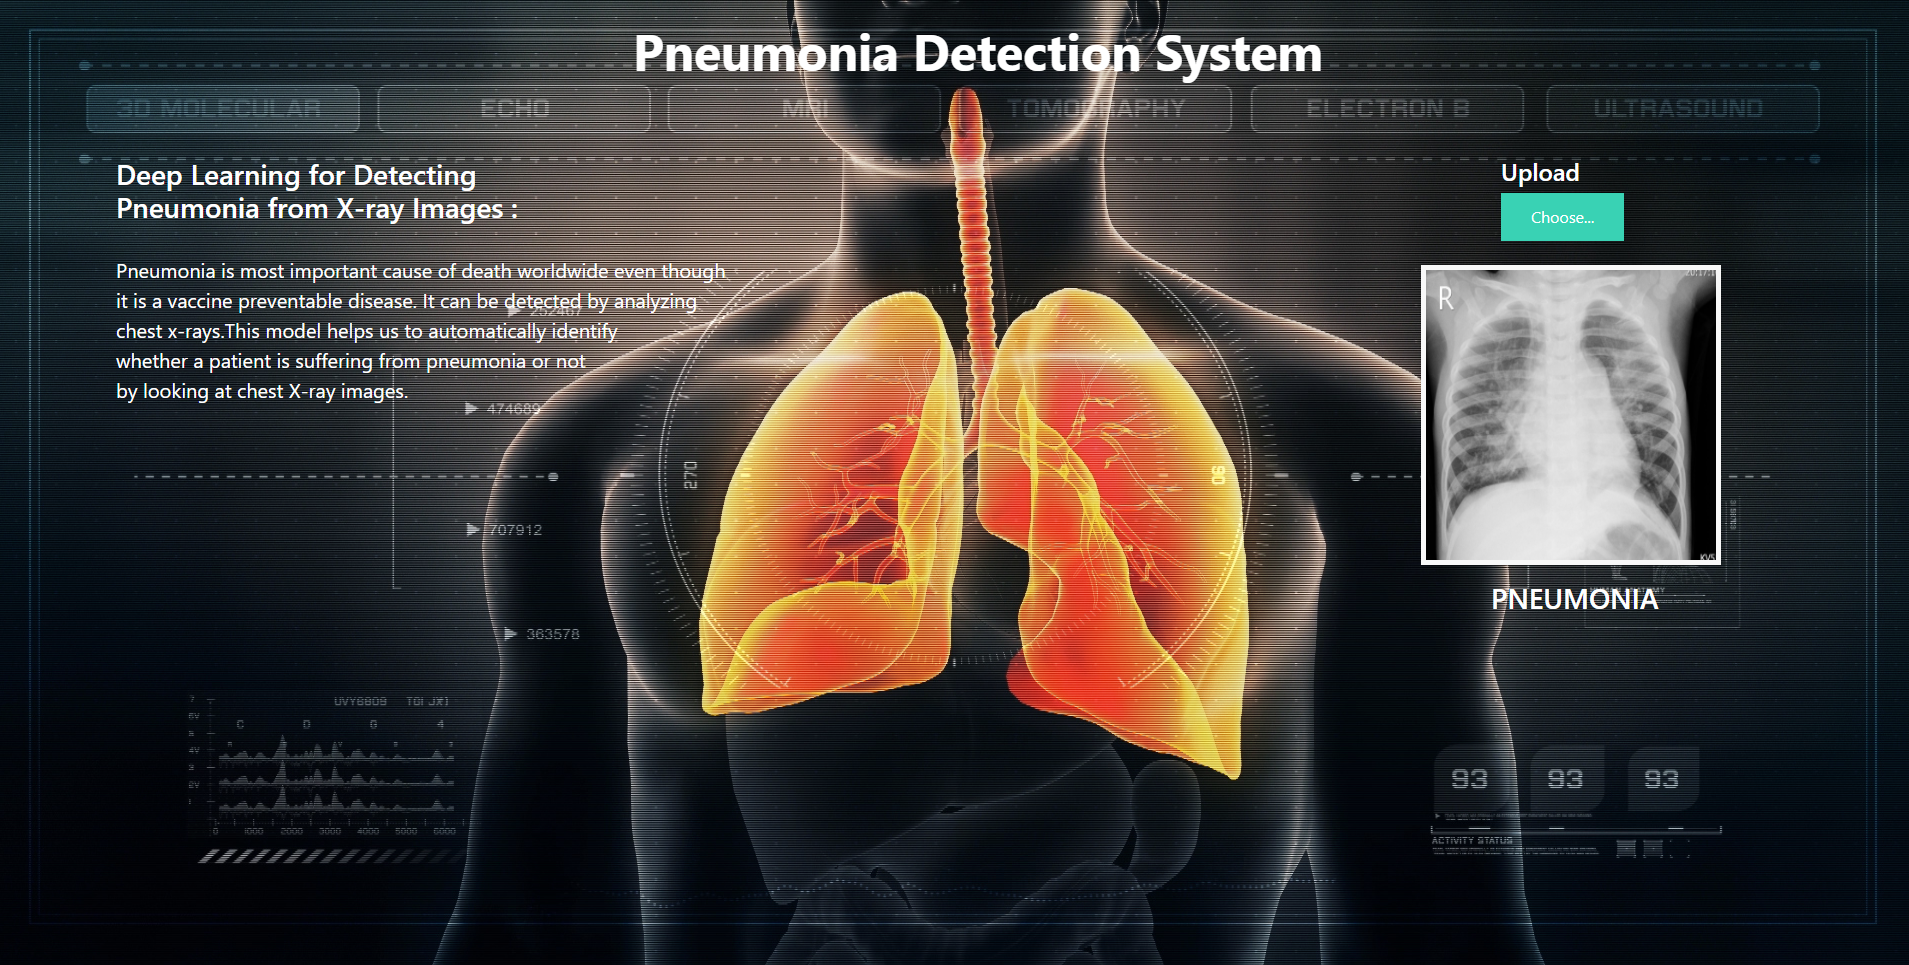 Pneumonia Detection System
3D MOLECULAR
ECHO
MRI
TOMOGRAPHY
ELECTRON B
ULTRASOUND
Deep Learning for Detecting
Pneumonia from X-ray Images :
Pneumonia is most important cause of death worldwide even though
it is a vaccine preventable disease. It can be detected by analyzing
chest x-rays.This model helps us to automatically identify
whether a patient is suffering from pneumonia or not
by looking at chest X-ray images.
252467
474689
707912
363578
270
90
Upload
Choose...
R
PNEUMONIA
UVY6809
C D G 4
0 1000 2000 3000 4000 5000 6000
93 93 93
ACTIVITY STATUS